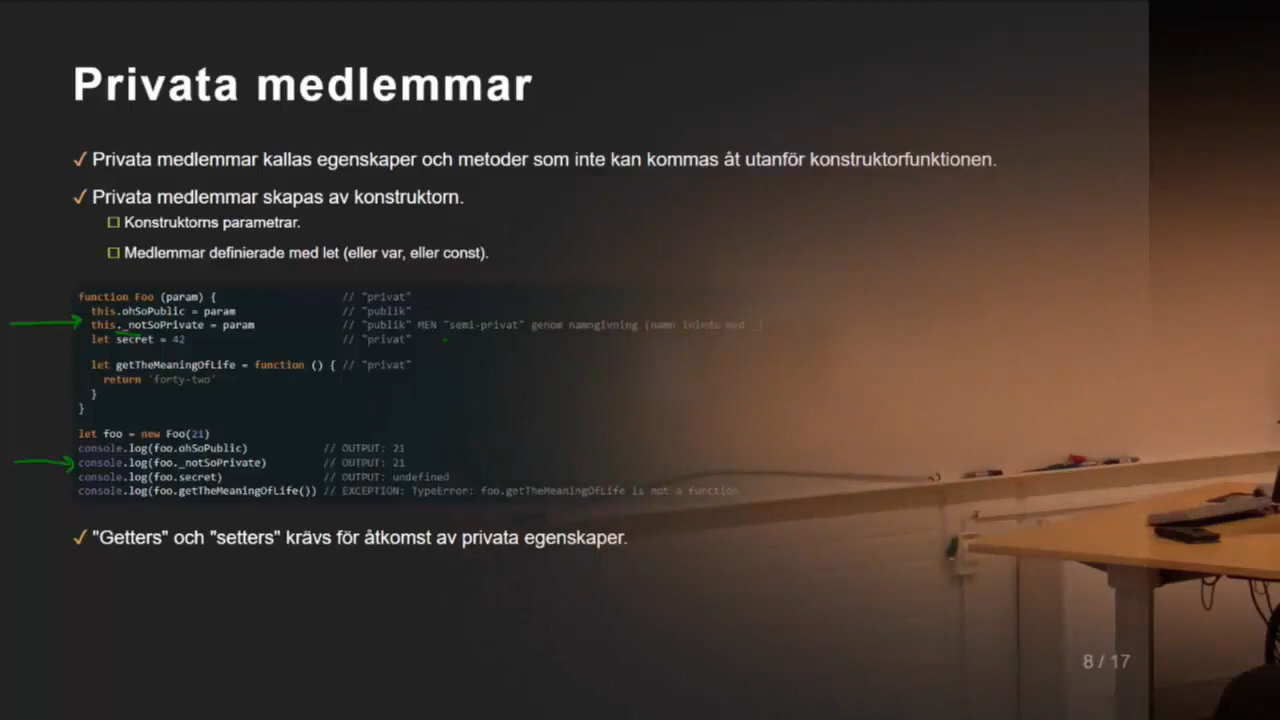 Privata medlemmar
✓ Privata medlemmar kallas egenskaper och metoder som inte kan kommas åt utanför konstruktorfunktionen.
✓ Privata medlemmar skapas av konstruktorn.
☐ Konstruktorns parametrar.
☐ Medlemmar definierade med let (eller var, eller const).
function Foo (param) { // "privat"
this.ohSoPublic = param // "publik"
this._notSoPrivate = param // "publik" MEN "semi-privat" genom namngivning (namn inleds med _)
let secret = 42 // "privat"
let getTheMeaningOfLife = function () { // "privat"
return 'forty-two'
}
}
let foo = new Foo(21)
console.log(foo.ohSoPublic) // OUTPUT: 21
console.log(foo._notSoPrivate) // OUTPUT: 21
console.log(foo.secret) // OUTPUT: undefined
console.log(foo.getTheMeaningOfLife()) // EXCEPTION: TypeError: foo.getTheMeaningOfLife is not a function
✓ "Getters" och "setters" krävs för åtkomst av privata egenskaper.
8 / 17